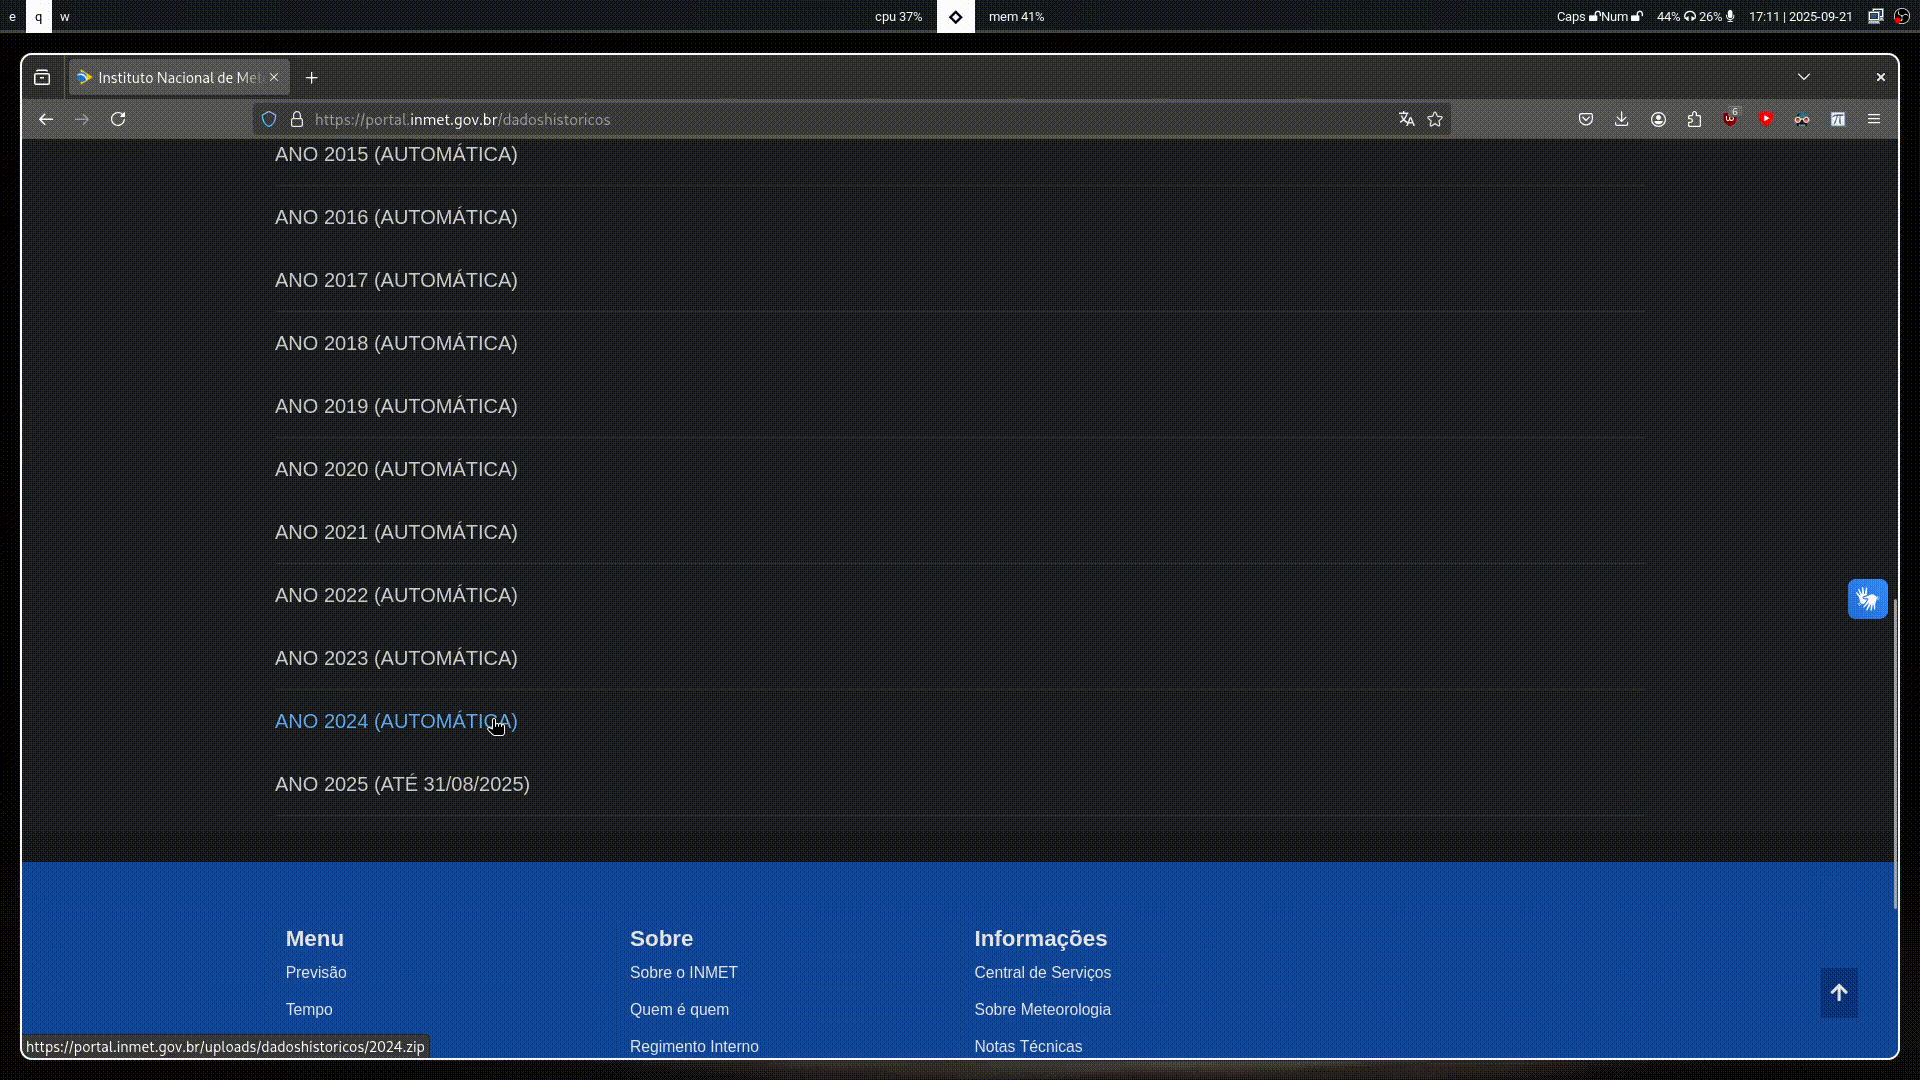 e q w cpu 37% mem 41% Caps Num 44% 26% 17:11 | 2025-09-21
Instituto Nacional de Met
https://portal.inmet.gov.br/dadoshistoricos
6
ANO 2015 (AUTOMÁTICA)
ANO 2016 (AUTOMÁTICA)
ANO 2017 (AUTOMÁTICA)
ANO 2018 (AUTOMÁTICA)
ANO 2019 (AUTOMÁTICA)
ANO 2020 (AUTOMÁTICA)
ANO 2021 (AUTOMÁTICA)
ANO 2022 (AUTOMÁTICA)
ANO 2023 (AUTOMÁTICA)
ANO 2024 (AUTOMÁTICA)
ANO 2025 (ATÉ 31/08/2025)
Menu
Previsão
Tempo
Sobre
Sobre o INMET
Quem é quem
Regimento Interno
Informações
Central de Serviços
Sobre Meteorologia
Notas Técnicas
https://portal.inmet.gov.br/uploads/dadoshistoricos/2024.zip